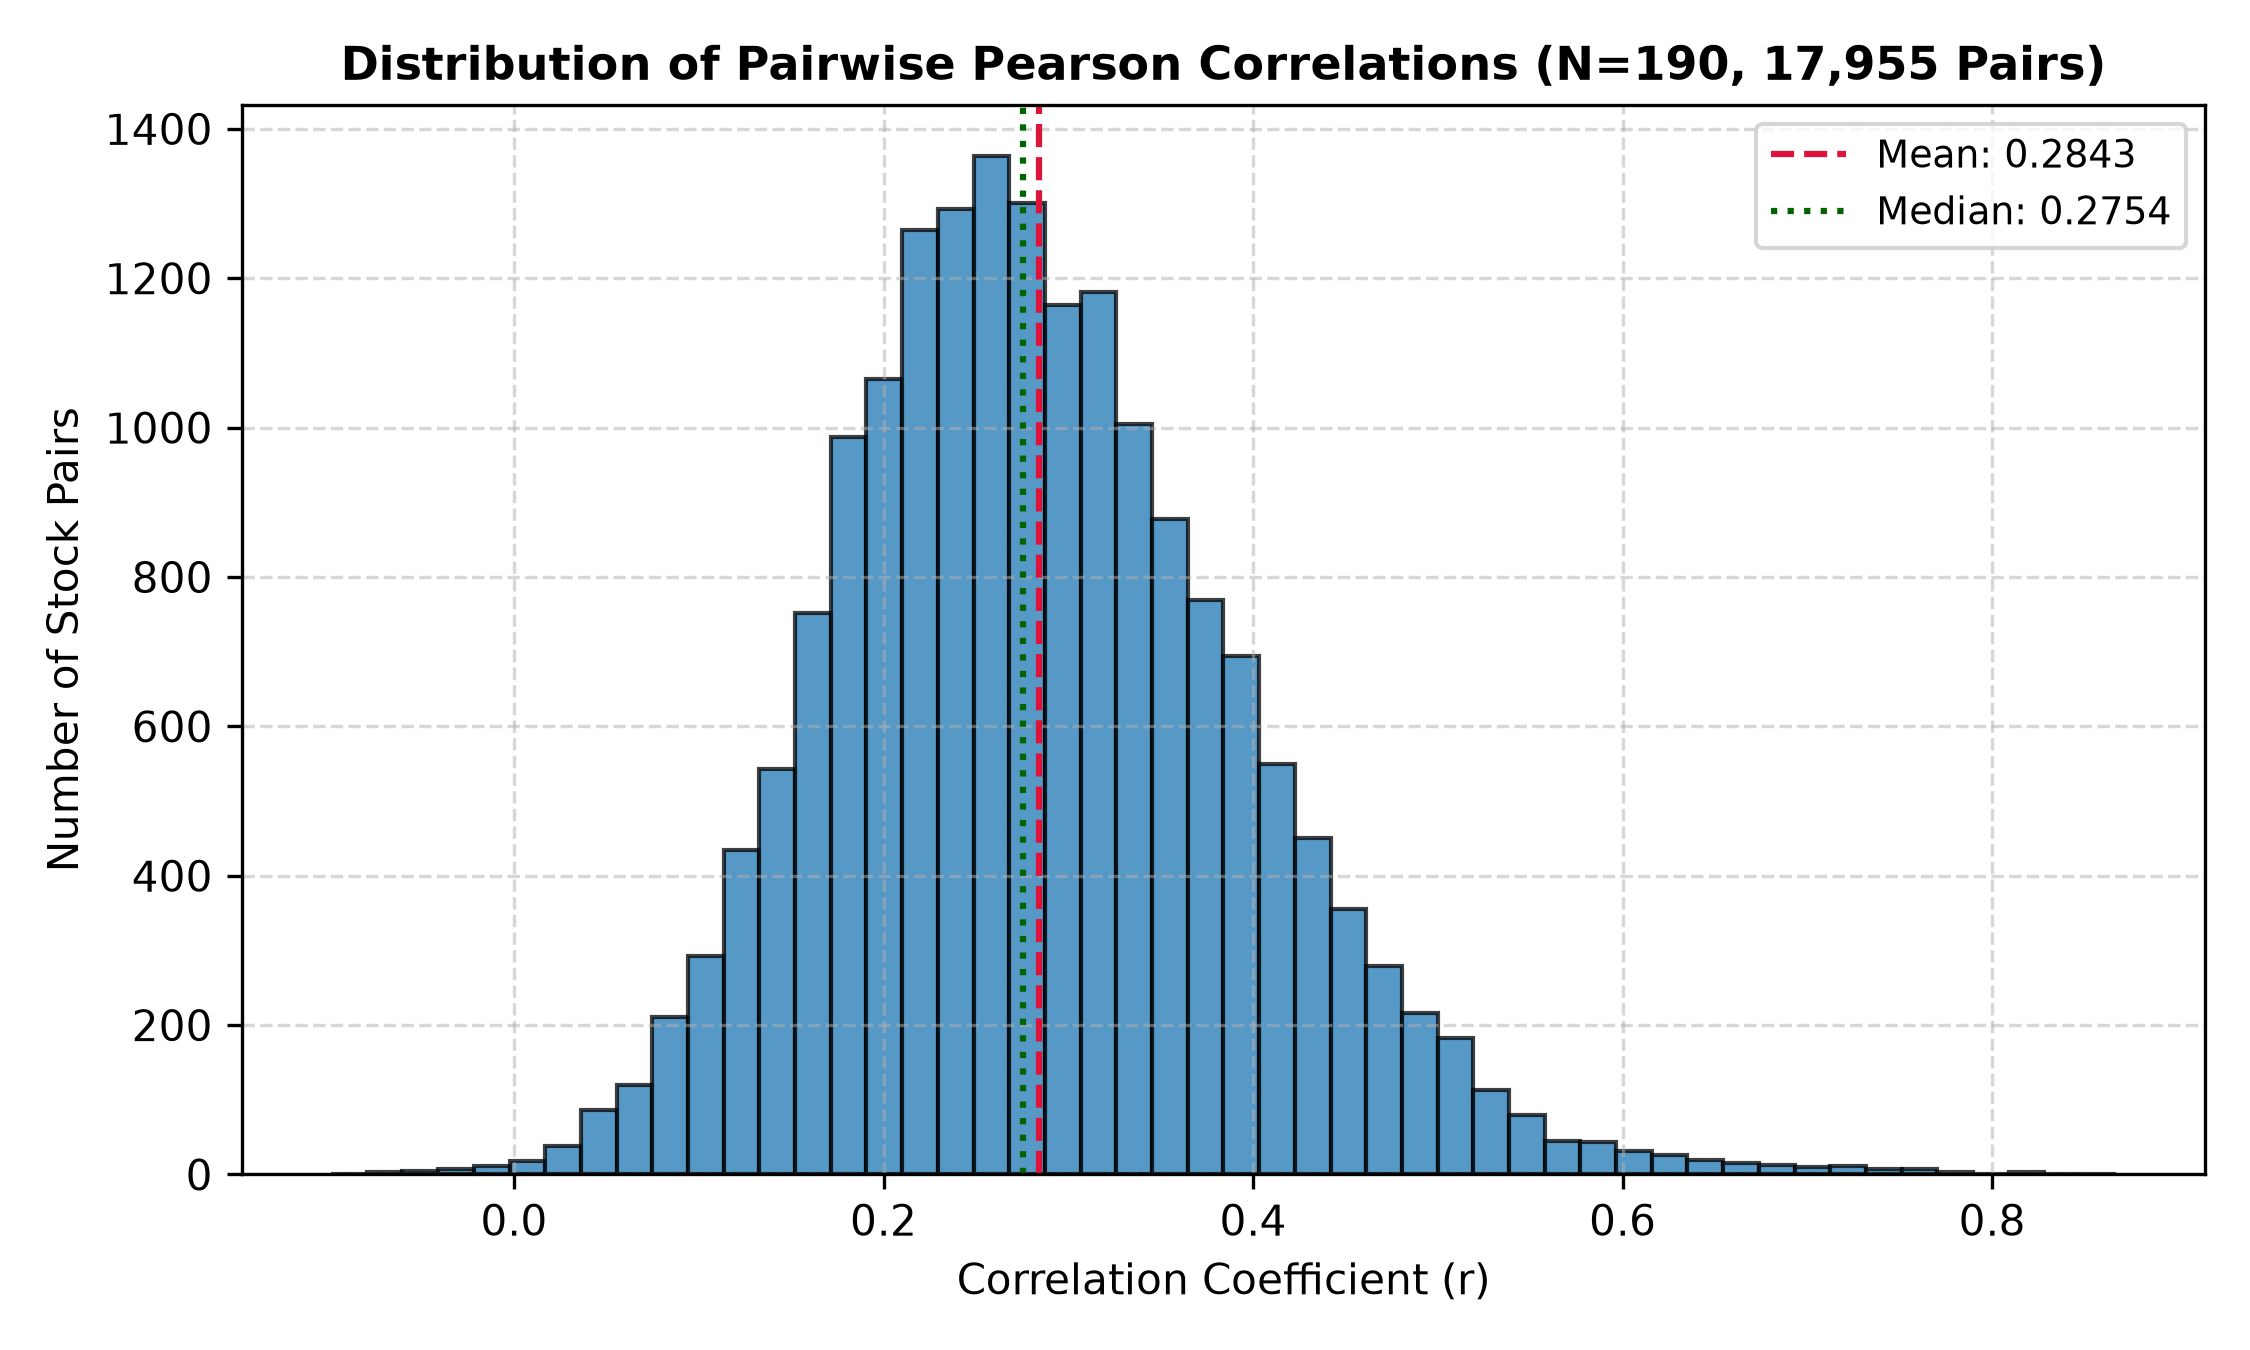 Distribution of Pairwise Pearson Correlations (N=190, 17,955 Pairs)
Mean: 0.2843
Median: 0.2754
Number of Stock Pairs
1400
1200
1000
800
600
400
200
0
0.0 0.2 0.4 0.6 0.8
Correlation Coefficient (r)